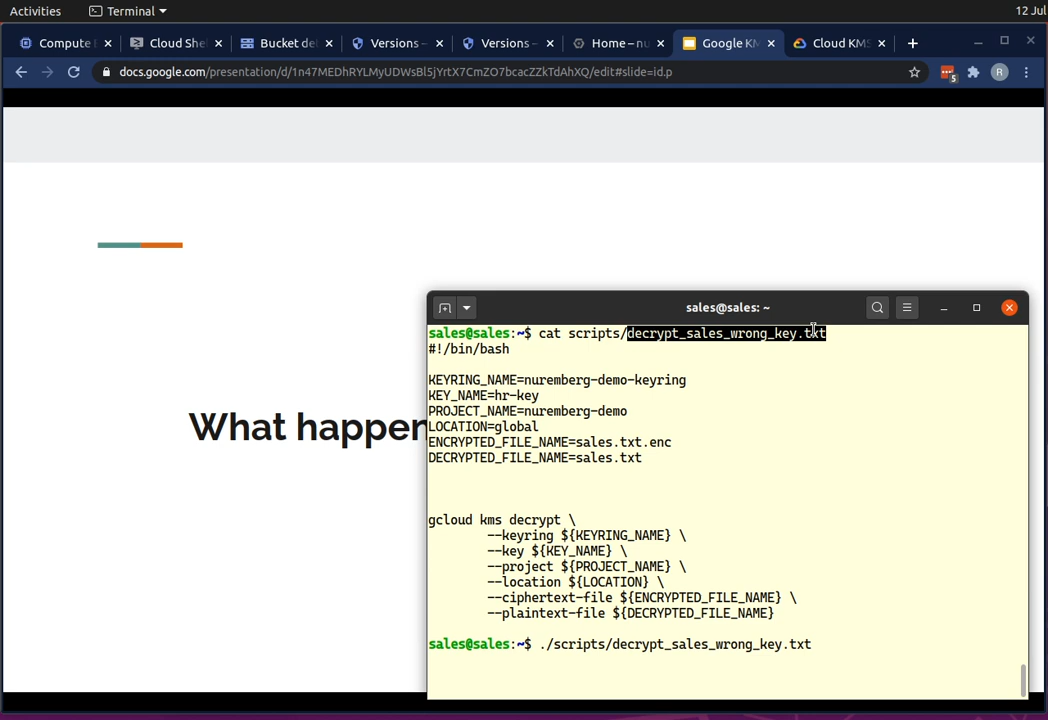 Activities Terminal 12 Jul
Compute E Cloud She Bucket de Versions – Versions – Home – nu Google KM Cloud KMS
docs.google.com/presentation/d/1n47MEDhRYLMyUDWsBl5jYrtX7CmZO7bcacZZkTdAhXQ/edit#slide=id.p 5 R
What happen
sales@sales: ~
sales@sales:~$ cat scripts/decrypt_sales_wrong_key.txt
#!/bin/bash
KEYRING_NAME=nuremberg-demo-keyring
KEY_NAME=hr-key
PROJECT_NAME=nuremberg-demo
LOCATION=global
ENCRYPTED_FILE_NAME=sales.txt.enc
DECRYPTED_FILE_NAME=sales.txt
gcloud kms decrypt \
--keyring ${KEYRING_NAME} \
--key ${KEY_NAME} \
--project ${PROJECT_NAME} \
--location ${LOCATION} \
--ciphertext-file ${ENCRYPTED_FILE_NAME} \
--plaintext-file ${DECRYPTED_FILE_NAME}
sales@sales:~$ ./scripts/decrypt_sales_wrong_key.txt